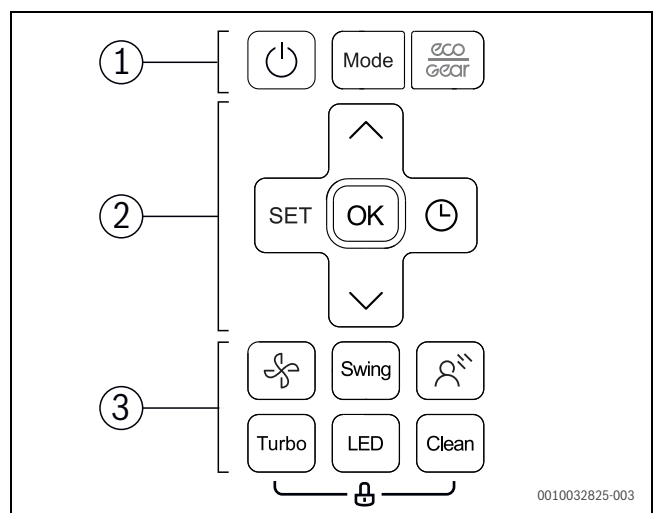 1
Mode
eco
Gear
2
SET
OK
3
Swing
Turbo
LED
Clean
0010032825-003